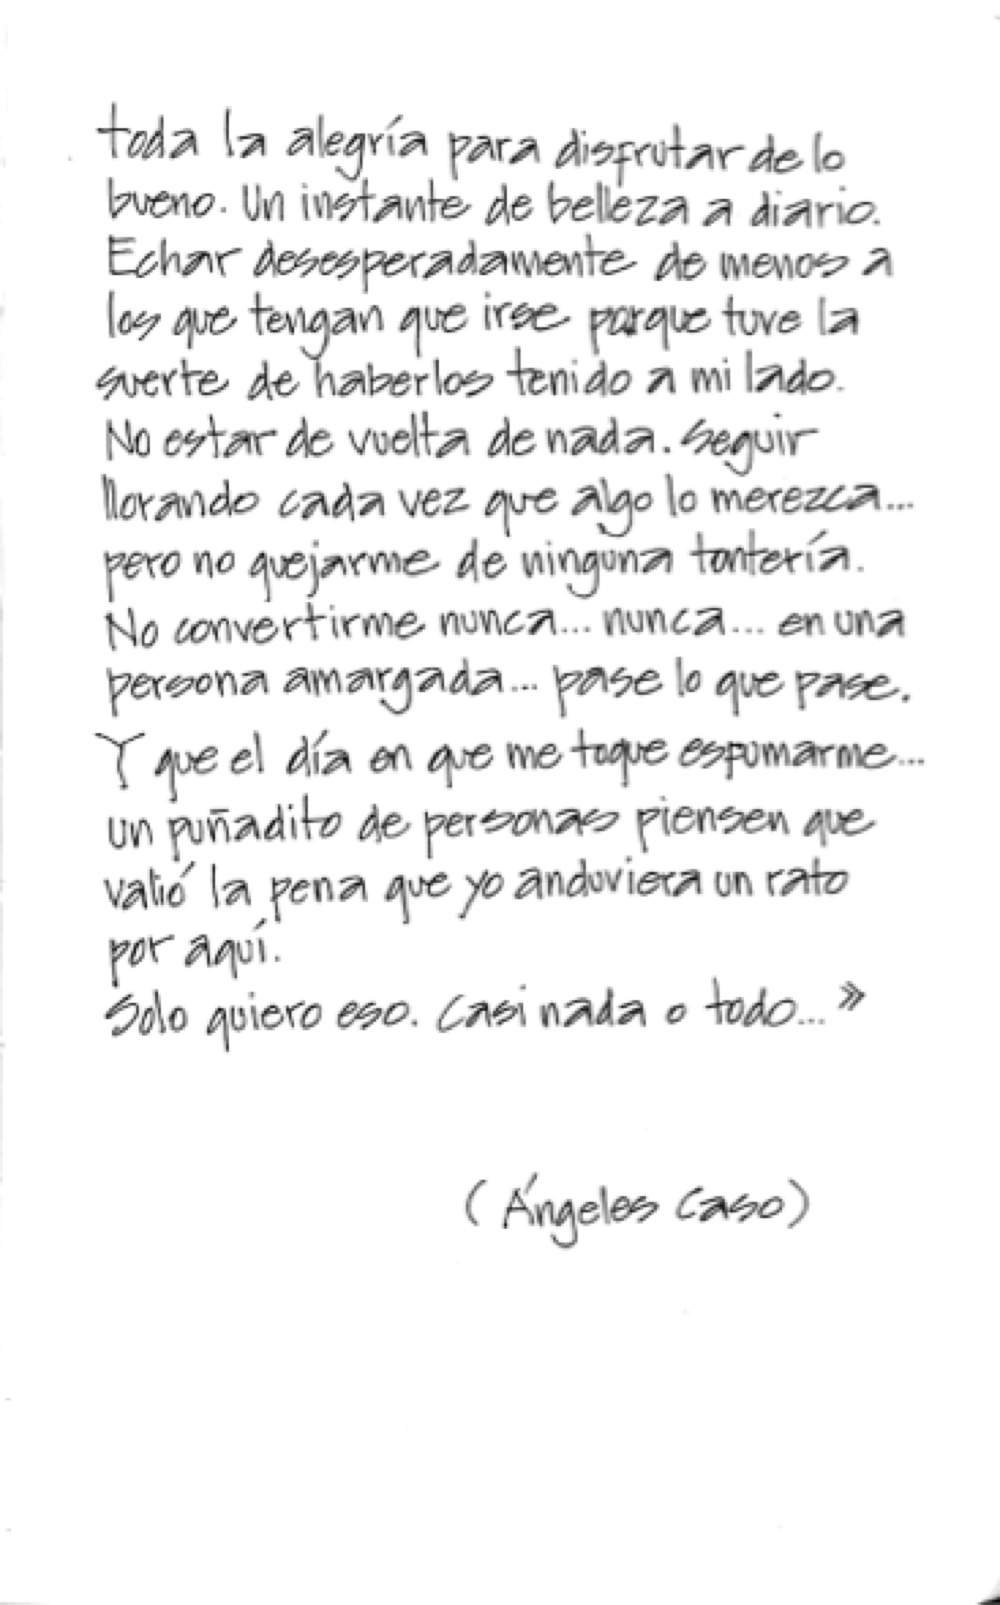 toda la alegría para disfrutar de lo
bueno. Un instante de belleza a diario.
Echar desesperadamente de menos a
los que tengan que irse porque tuve la
suerte de haberlos tenido a mi lado.
No estar de vuelta de nada. Seguir
llorando cada vez que algo lo merezca...
pero no quejarme de ninguna tontería.
No convertirme nunca... nunca... en una
persona amargada... pase lo que pase.
Y que el día en que me toque espumarme...
un puñadito de personas piensen que
valió la pena que yo anduviera un rato
por aquí.
Solo quiero eso. Casi nada o todo... »
(Ángeles Caso)